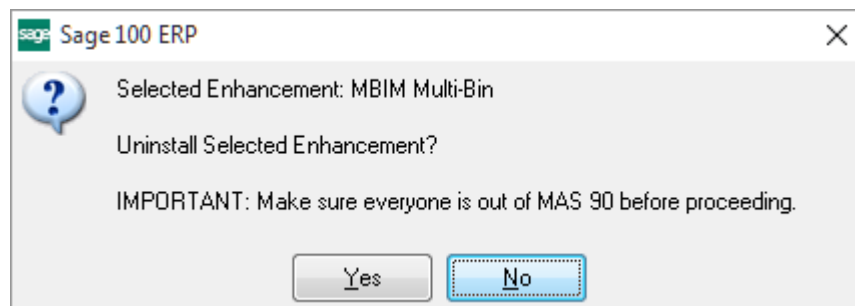 sage Sage 100 ERP
?
Selected Enhancement: MBIM Multi-Bin
Uninstall Selected Enhancement?
IMPORTANT: Make sure everyone is out of MAS 90 before proceeding.
Yes No